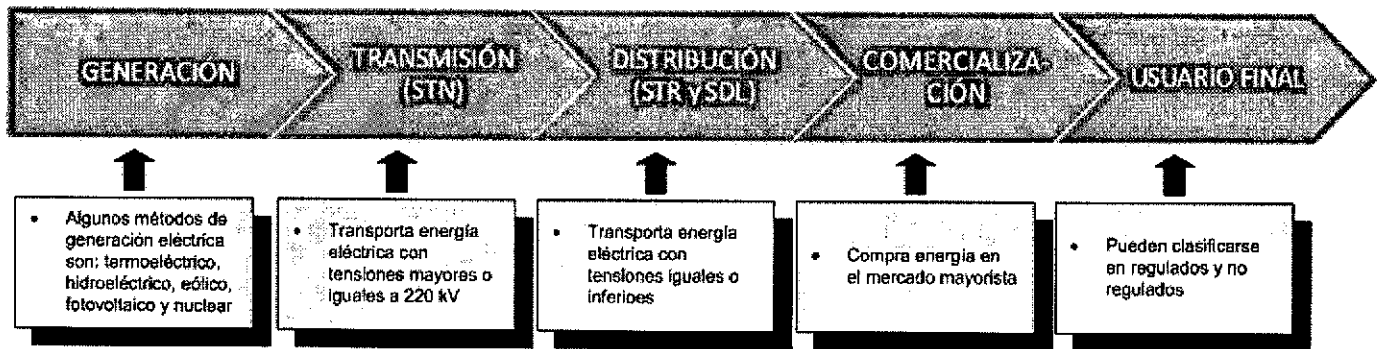 GENERACIÓN
TRANSMISIÓN
(STN)
DISTRIBUCIÓN
(STR y SDL)
COMERCIALIZA-
CIÓN
USUARIO FINAL
• Algunos métodos de
generación eléctrica
son: termoeléctrico,
hidroeléctrico, eólico,
fotovoltaico y nuclear
• Transporta energía
eléctrica con
tensiones mayores o
iguales a 220 kV
• Transporta energía
eléctrica con
tensiones iguales o
inferioes
• Compra energía en
el mercado mayorista
• Pueden clasificarse
en regulados y no
regulados